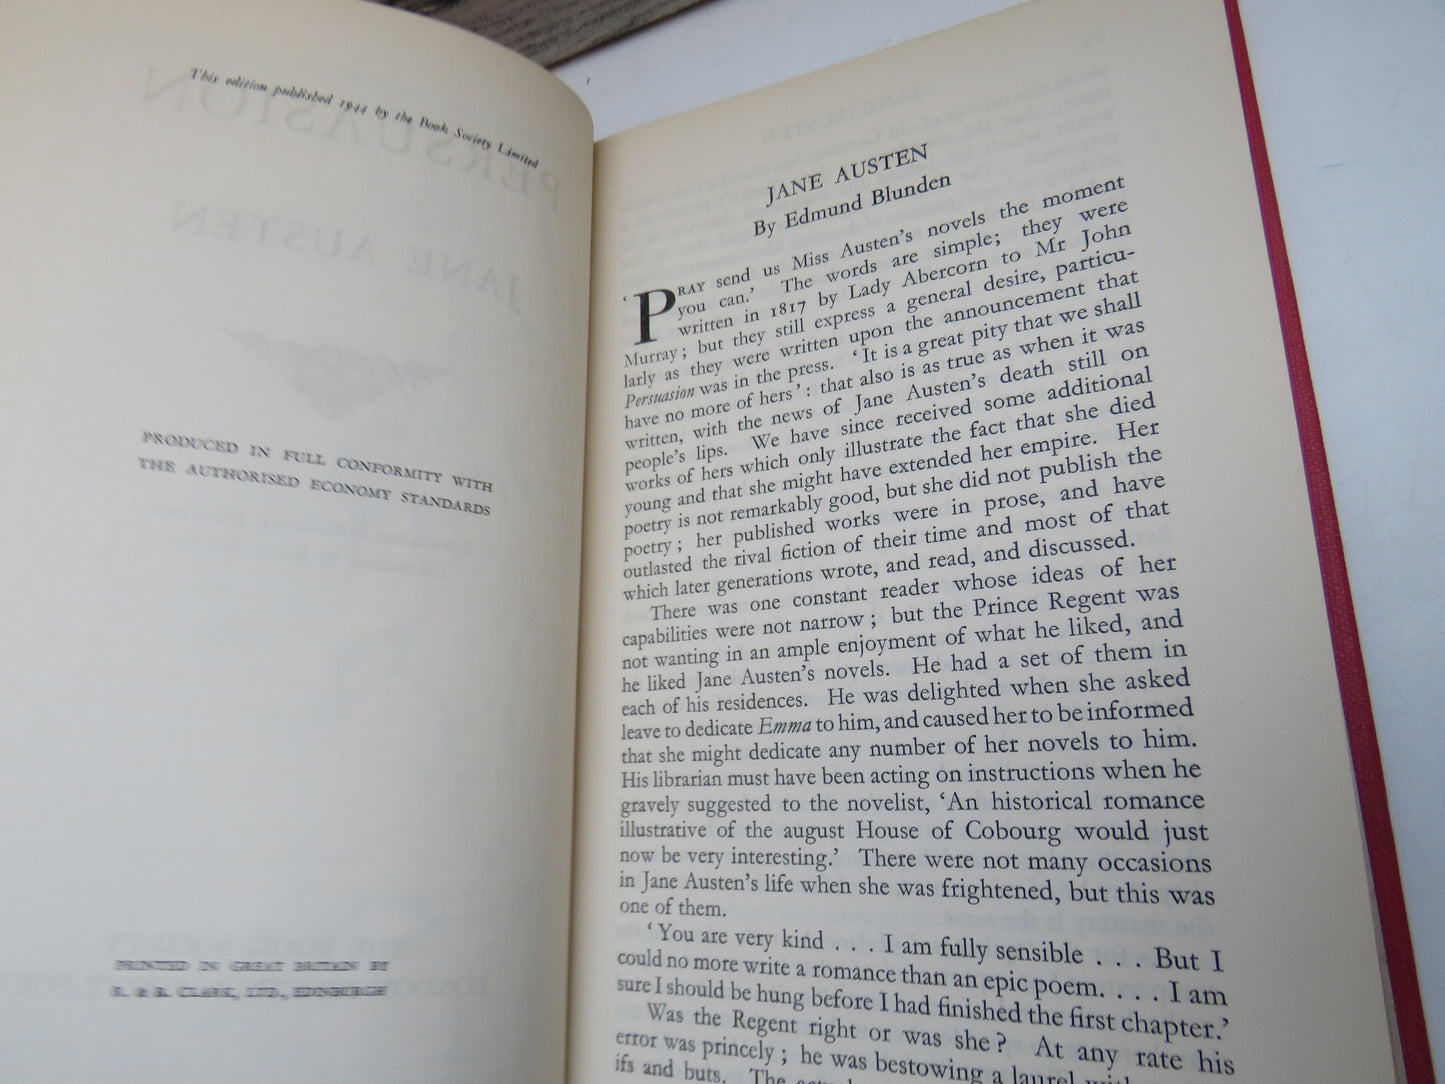 This edition published 1944 by the Book Society Limited
PRODUCED IN FULL CONFORMITY WITH
THE AUTHORISED ECONOMY STANDARDS
PRINTED IN GREAT BRITAIN BY
R. & R. CLARK, LTD., EDINBURGH
JANE AUSTEN
By Edmund Blunden
‘PRAY send us Miss Austen’s novels the moment
you can.’ The words are simple; they were
written in 1817 by Lady Abercorn to Mr John
Murray; but they still express a general desire, particu-
larly as they were written upon the announcement that
Persuasion was in the press. ‘It is a great pity that we shall
have no more of hers’: that also is as true as when it was
written, with the news of Jane Austen’s death still on
people’s lips. We have since received some additional
works of hers which only illustrate the fact that she died
young and that she might have extended her empire. Her
poetry is not remarkably good, but she did not publish the
poetry; her published works were in prose, and have
outlasted the rival fiction of their time and most of that
which later generations wrote, and read, and discussed.
There was one constant reader whose ideas of her
capabilities were not narrow; but the Prince Regent was
not wanting in an ample enjoyment of what he liked, and
he liked Jane Austen’s novels. He had a set of them in
each of his residences. He was delighted when she asked
leave to dedicate Emma to him, and caused her to be informed
that she might dedicate any number of her novels to him.
His librarian must have been acting on instructions when he
gravely suggested to the novelist, ‘An historical romance
illustrative of the august House of Cobourg would just
now be very interesting.’ There were not many occasions
in Jane Austen’s life when she was frightened, but this was
one of them.
‘You are very kind . . . I am fully sensible . . . But I
could no more write a romance than an epic poem. . . . I am
sure I should be hung before I had finished the first chapter.’
Was the Regent right or was she? At any rate his
error was princely; he was bestowing a laurel
ifs and buts. The